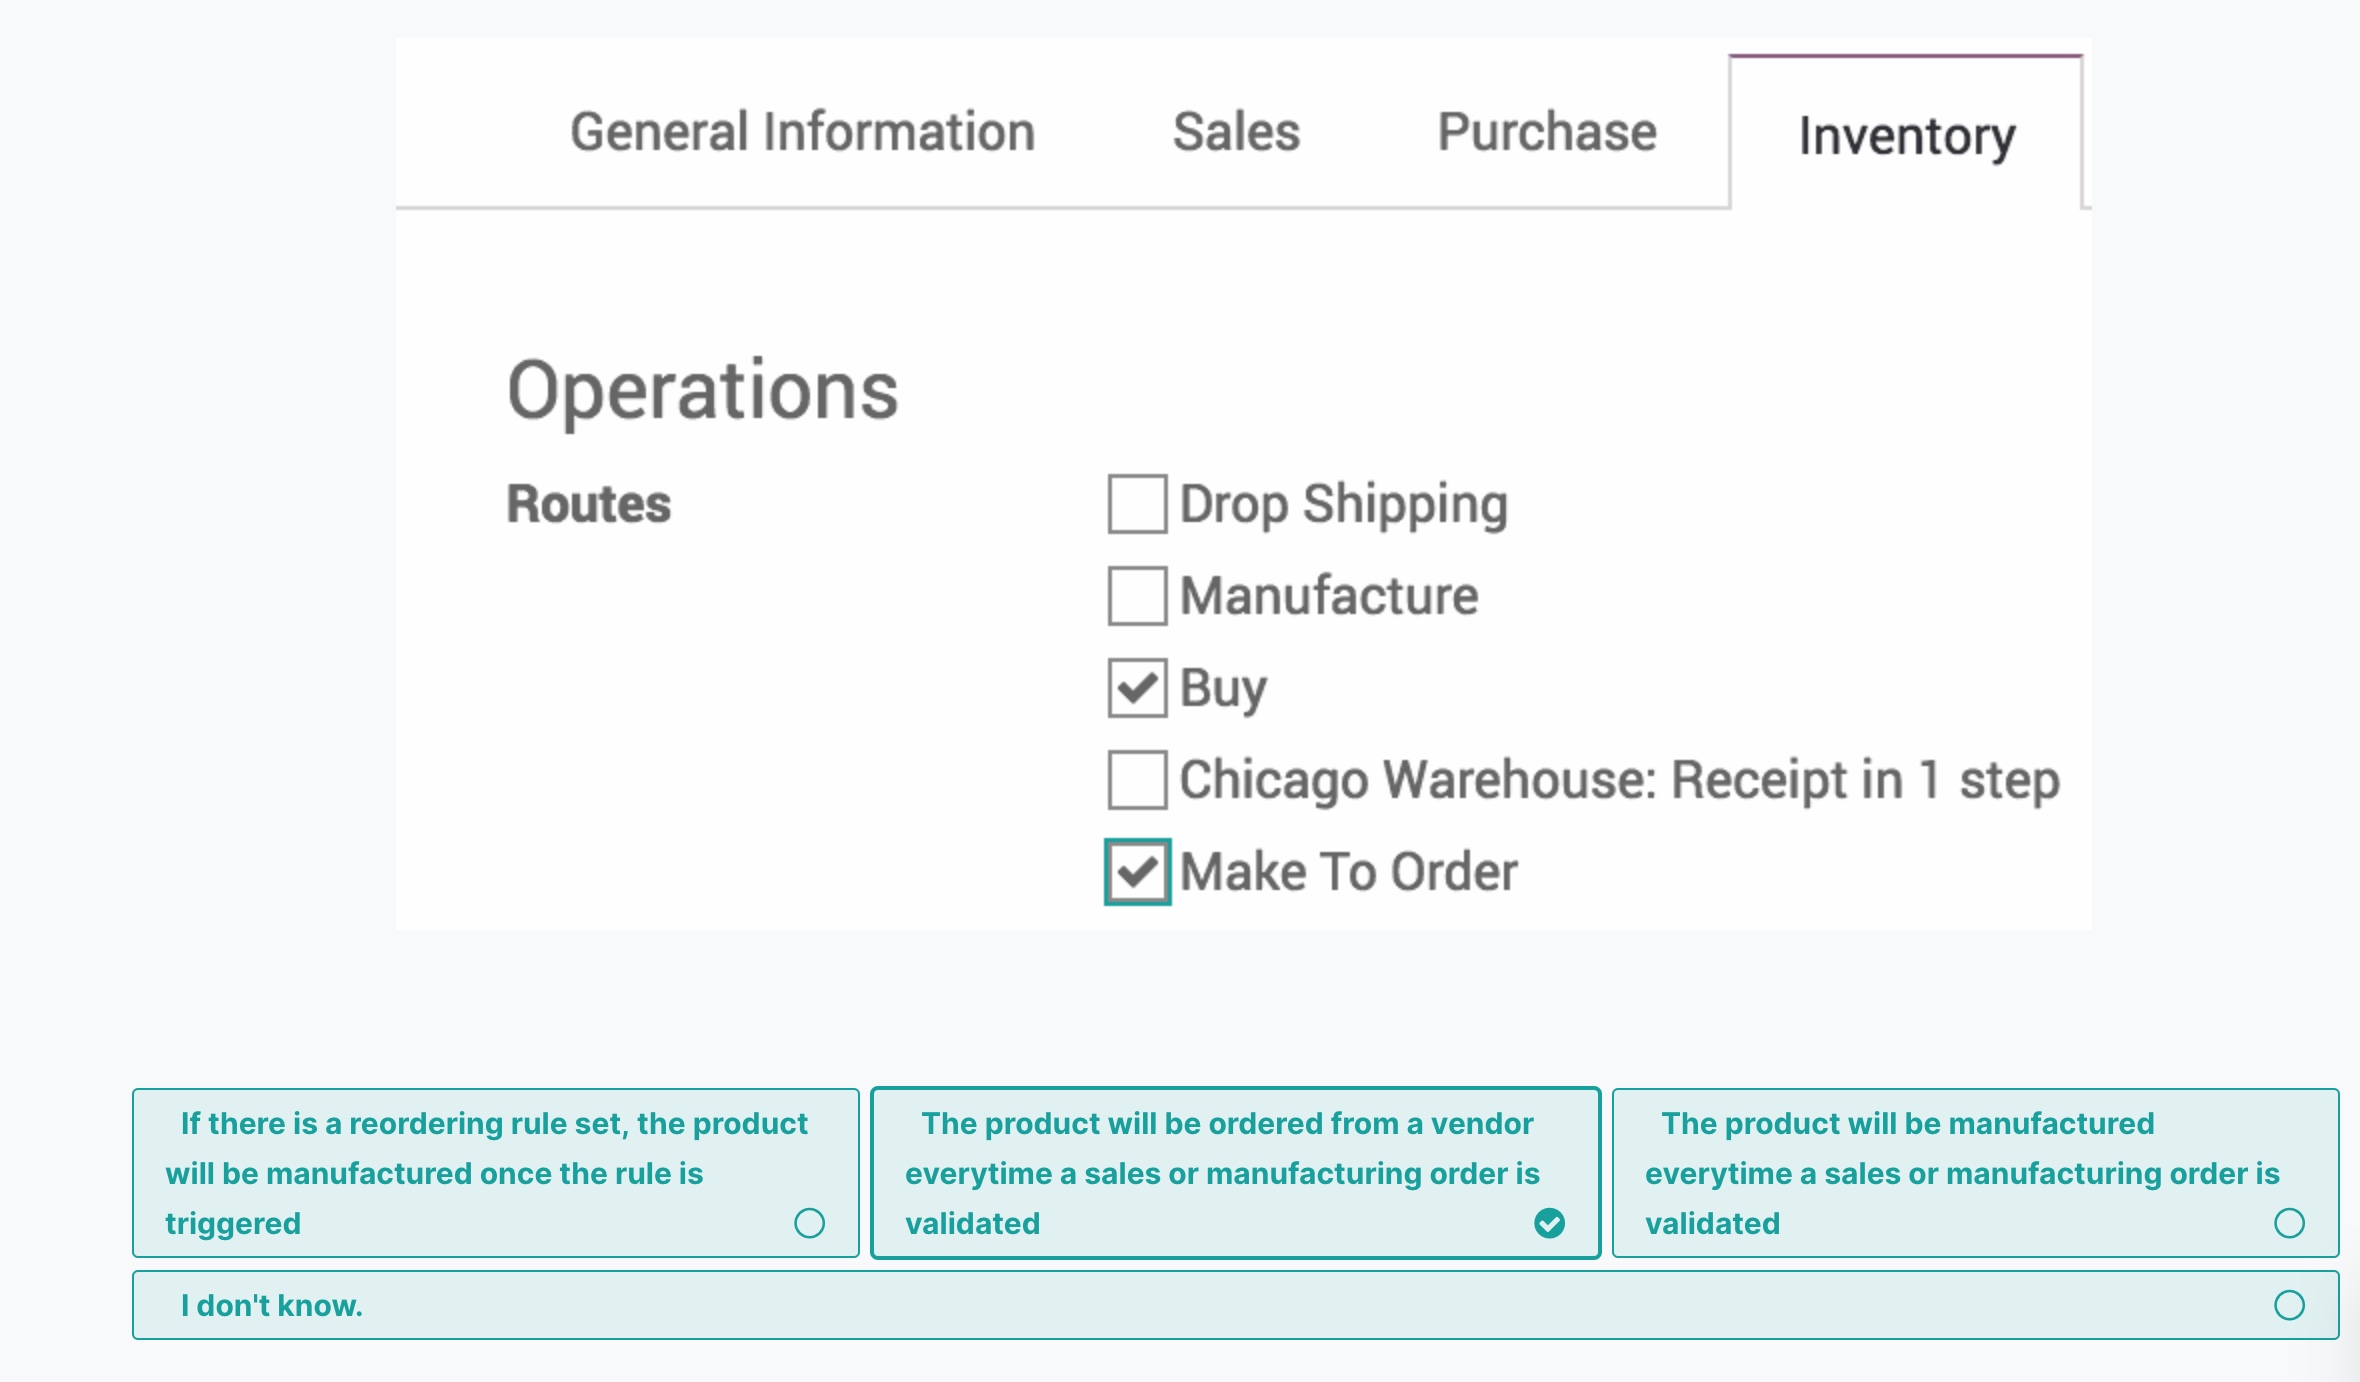 General Information Sales Purchase Inventory
Operations
Routes
Drop Shipping
Manufacture
Buy
Chicago Warehouse: Receipt in 1 step
Make To Order
If there is a reordering rule set, the product
will be manufactured once the rule is
triggered
The product will be ordered from a vendor
everytime a sales or manufacturing order is
validated
The product will be manufactured
everytime a sales or manufacturing order is
validated
I don't know.